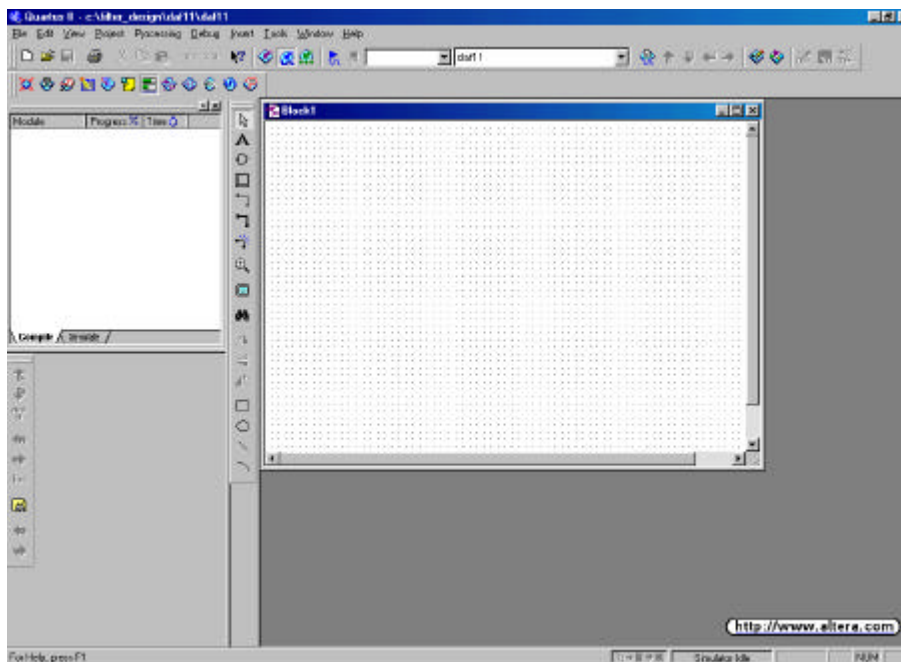 Quartus II - c:\filter_design\daf11\daf11
File Edit View Project Processing Debug Insert Tools Window Help
daf11
Module Progress % Time
Block1
Compile Simulate
http://www.altera.com
For Help, press F1
Simulator Idle
NUM